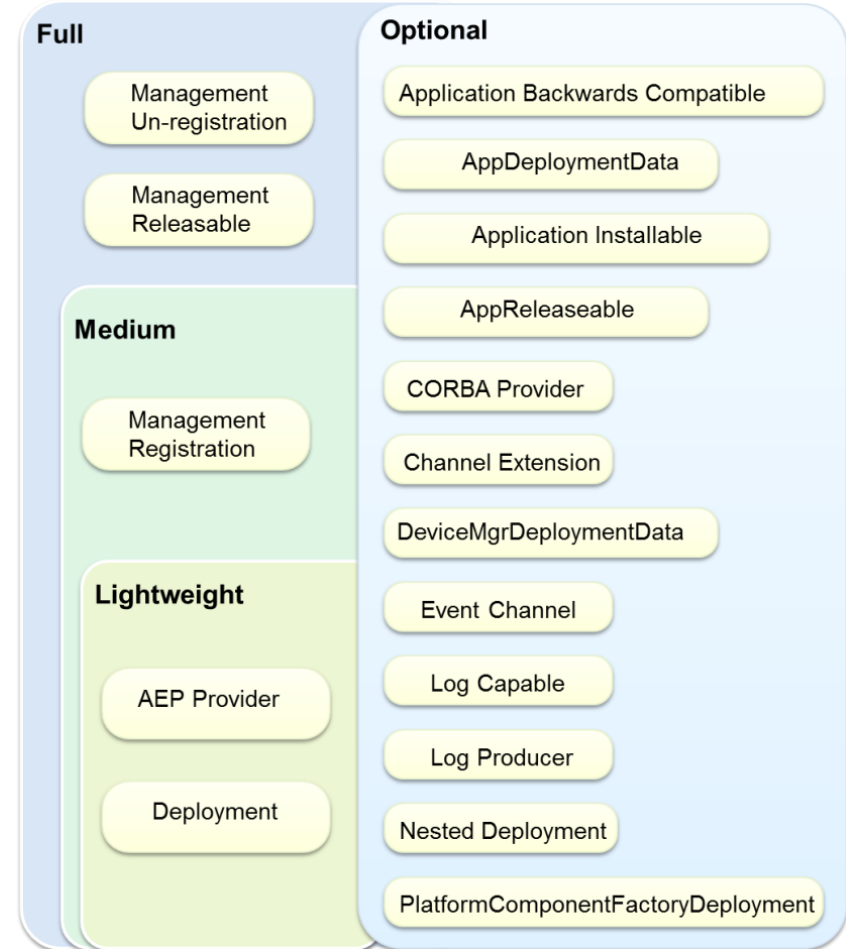 Full
Management
Un-registration
Management
Releasable
Medium
Management
Registration
Lightweight
AEP Provider
Deployment
Optional
Application Backwards Compatible
AppDeploymentData
Application Installable
AppReleaseable
CORBA Provider
Channel Extension
DeviceMgrDeploymentData
Event Channel
Log Capable
Log Producer
Nested Deployment
PlatformComponentFactoryDeployment